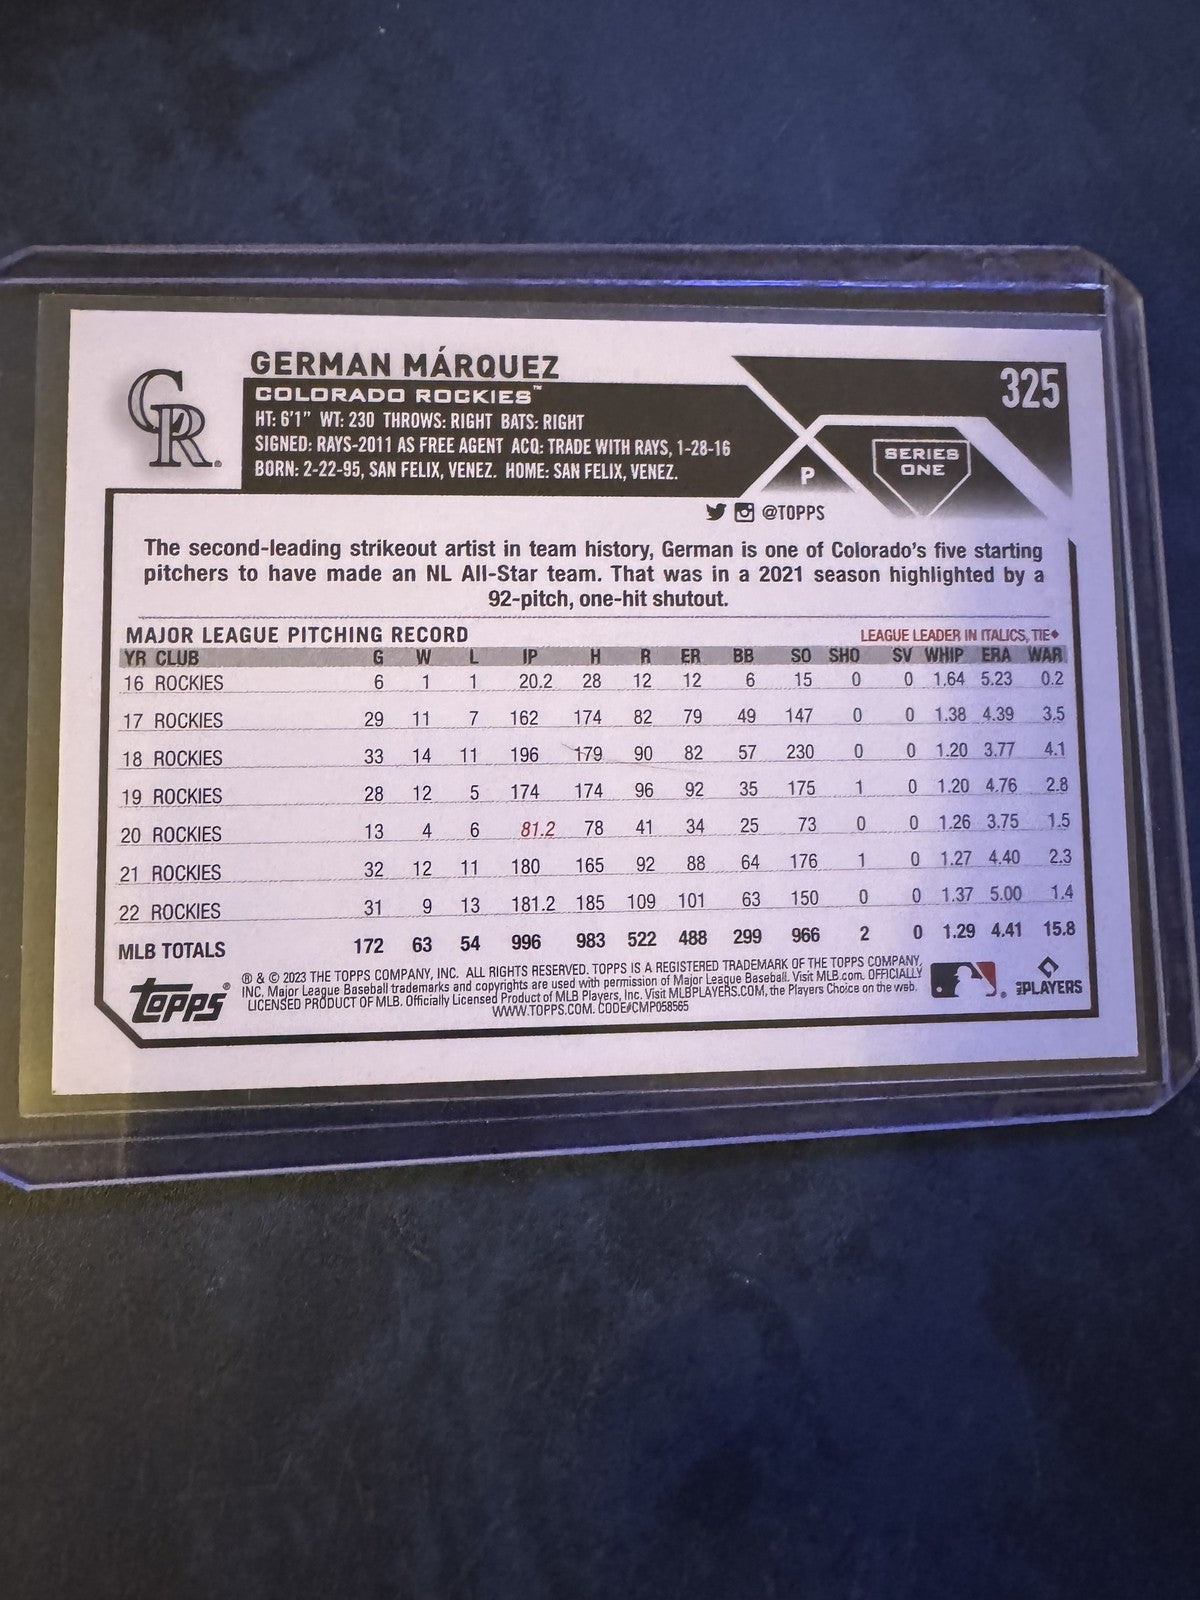 GERMAN MÁRQUEZ
COLORADO ROCKIES™
HT: 6'1" WT: 230 THROWS: RIGHT BATS: RIGHT
SIGNED: RAYS-2011 AS FREE AGENT ACQ: TRADE WITH RAYS, 1-28-16
BORN: 2-22-95, SAN FELIX, VENEZ. HOME: SAN FELIX, VENEZ.
325
SERIES
ONE
P
CR®
@TOPPS
The second-leading strikeout artist in team history, German is one of Colorado's five starting
pitchers to have made an NL All-Star team. That was in a 2021 season highlighted by a
92-pitch, one-hit shutout.
MAJOR LEAGUE PITCHING RECORD LEAGUE LEADER IN ITALICS, TIE◆
YR CLUB G W L IP H R ER BB SO SHO SV WHIP ERA WAR
16 ROCKIES 6 1 1 20.2 28 12 12 6 15 0 0 1.64 5.23 0.2
17 ROCKIES 29 11 7 162 174 82 79 49 147 0 0 1.38 4.39 3.5
18 ROCKIES 33 14 11 196 179 90 82 57 230 0 0 1.20 3.77 4.1
19 ROCKIES 28 12 5 174 174 96 92 35 175 1 0 1.20 4.76 2.8
20 ROCKIES 13 4 6 81.2 78 41 34 25 73 0 0 1.26 3.75 1.5
21 ROCKIES 32 12 11 180 165 92 88 64 176 1 0 1.27 4.40 2.3
22 ROCKIES 31 9 13 181.2 185 109 101 63 150 0 0 1.37 5.00 1.4
MLB TOTALS 172 63 54 996 983 522 488 299 966 2 0 1.29 4.41 15.8
TOPPS®
® & © 2023 THE TOPPS COMPANY, INC. ALL RIGHTS RESERVED. TOPPS IS A REGISTERED TRADEMARK OF THE TOPPS COMPANY,
INC. Major League Baseball trademarks and copyrights are used with permission of Major League Baseball. Visit MLB.com. OFFICIALLY
LICENSED PRODUCT OF MLB. Officially Licensed Product of MLB Players, Inc. Visit MLBPLAYERS.COM, the Players Choice on the web.
WWW.TOPPS.COM. CODE#CMP058565
MLB PLAYERS